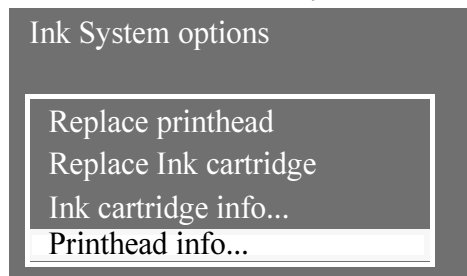 Ink System options
Replace printhead
Replace Ink cartridge
Ink cartridge info...
Printhead info...